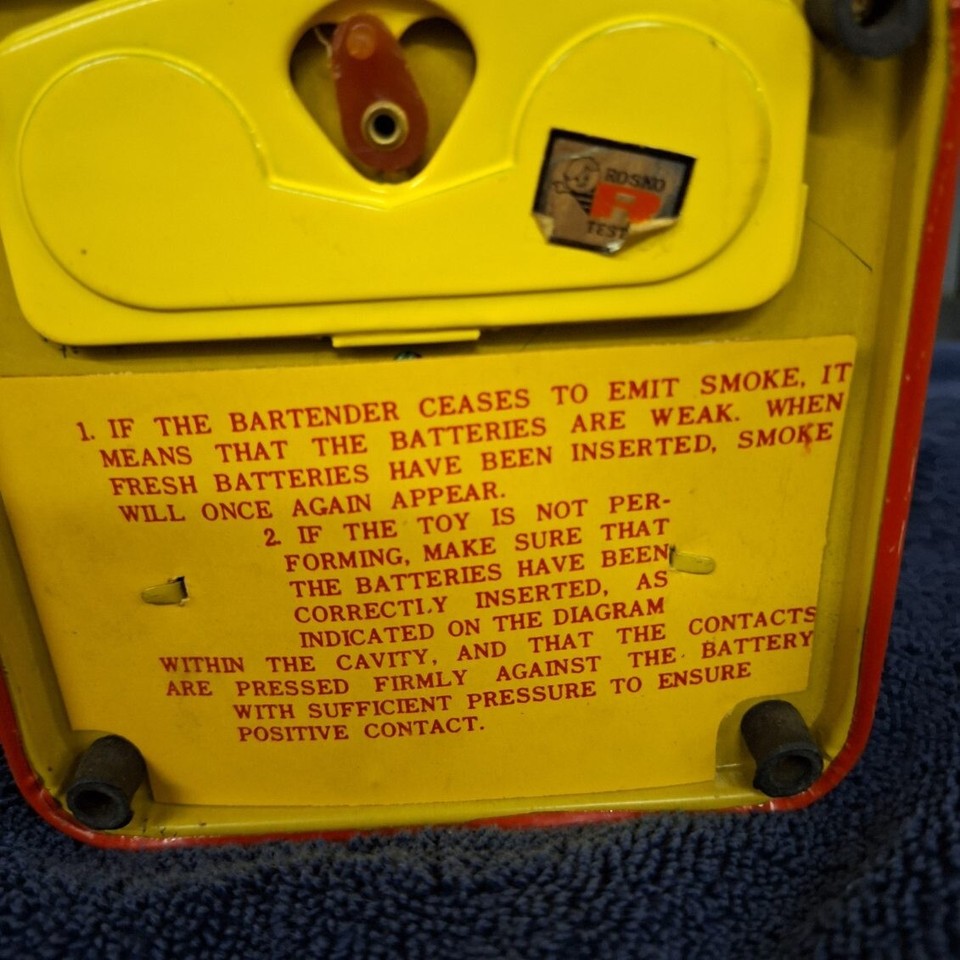 ROSKO
TEST
1. IF THE BARTENDER CEASES TO EMIT SMOKE, IT
MEANS THAT THE BATTERIES ARE WEAK. WHEN
FRESH BATTERIES HAVE BEEN INSERTED, SMOKE
WILL ONCE AGAIN APPEAR.
2. IF THE TOY IS NOT PER-
FORMING, MAKE SURE THAT
THE BATTERIES HAVE BEEN
CORRECTLY INSERTED, AS
INDICATED ON THE DIAGRAM
WITHIN THE CAVITY, AND THAT THE CONTACTS
ARE PRESSED FIRMLY AGAINST THE BATTERY
WITH SUFFICIENT PRESSURE TO ENSURE
POSITIVE CONTACT.